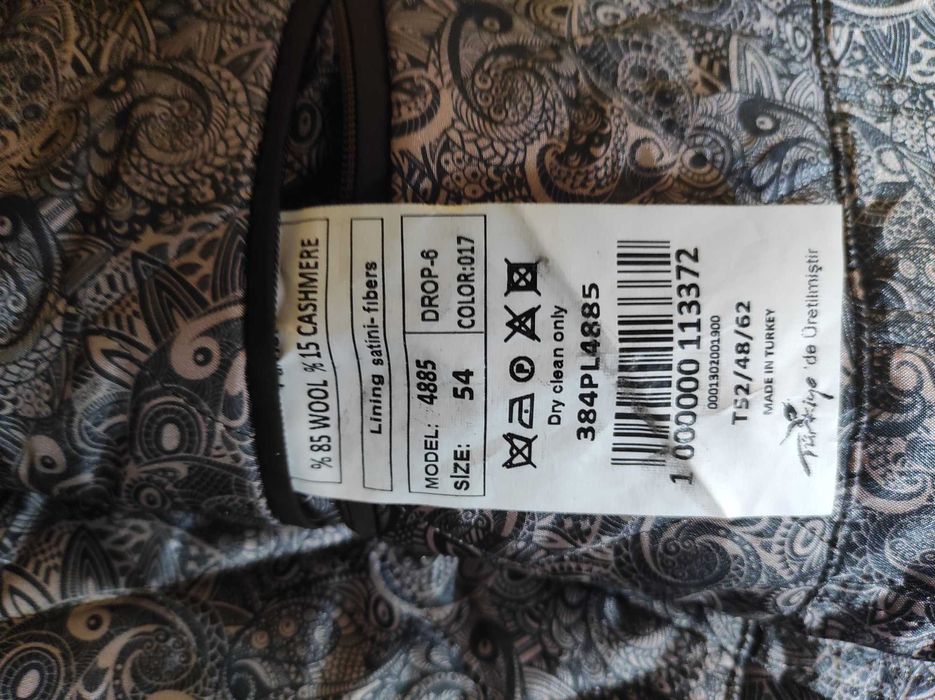 % 85 WOOL % 15 CASHMERE
Lining satini-fibers
MODEL: 4885 DROP-6
SIZE: 54 COLOR:017
Dry clean only
384PL4885
1 000000 113372
0001302001900
T52/48/62
MADE IN TURKEY
Türkiye 'de Üretilmiştir